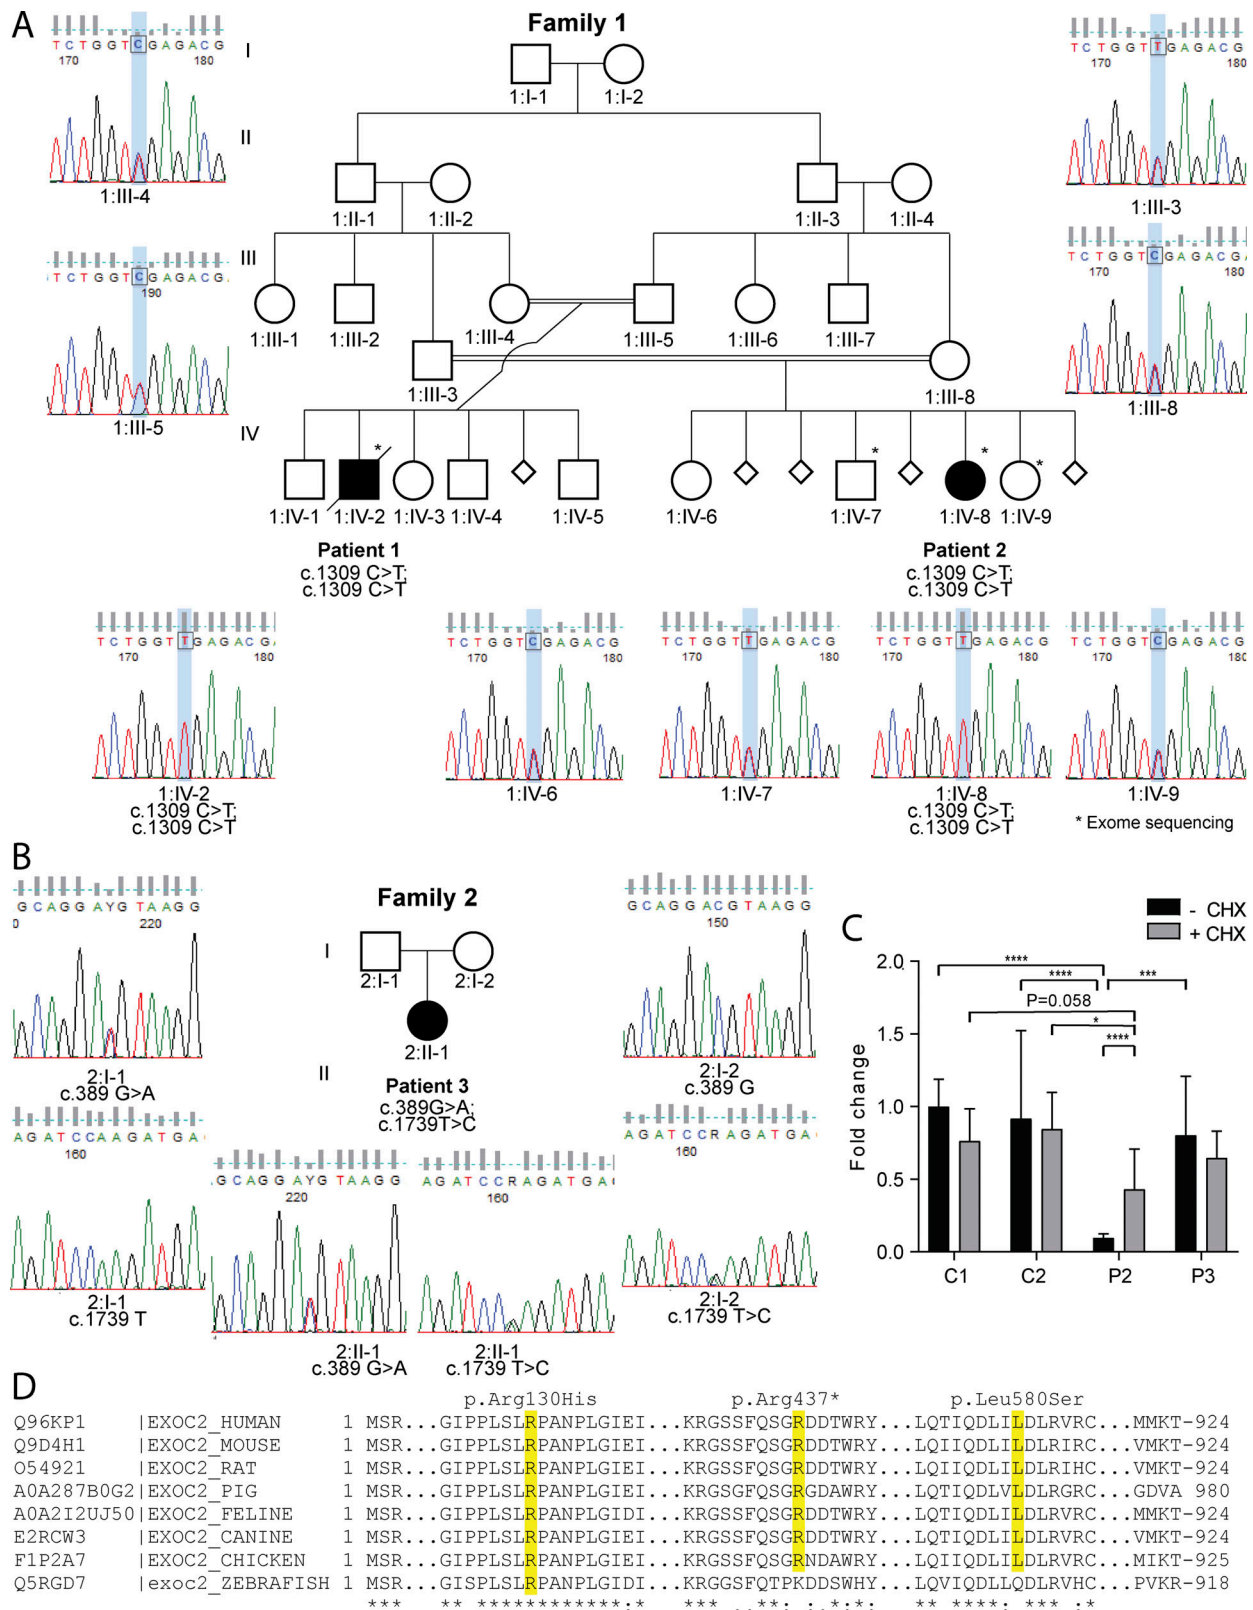 A
Family 1
TCTGGTCGAGACG
170 180
1:III-4
TCTGGTCGAGACG
190
1:III-5
TCTGGTTGAGACG
170 180
1:III-3
TCTGGTCGAGACGA
170 180
1:III-8
I
1:I-1 1:I-2
II
1:II-1 1:II-2 1:II-3 1:II-4
III
1:III-1 1:III-2 1:III-4 1:III-5 1:III-6 1:III-7
1:III-3 1:III-8
IV
* * * *
1:IV-1 1:IV-2 1:IV-3 1:IV-4 1:IV-5 1:IV-6 1:IV-7 1:IV-8 1:IV-9
Patient 1
c.1309 C>T;
c.1309 C>T
Patient 2
c.1309 C>T;
c.1309 C>T
TCTGGTTGAGACG
170 180
1:IV-2
c.1309 C>T;
c.1309 C>T
TCTGGTCGAGACG
170 180
1:IV-6
TCTGGTTGAGACG
170 180
1:IV-7
TCTGGTTGAGACG
170 180
1:IV-8
c.1309 C>T;
c.1309 C>T
TCTGGTCGAGACG
170 180
1:IV-9
* Exome sequencing
B
Family 2
GCAGGAYGTAAGG
220
2:I-1
c.389 G>A
AGATCCAAGATGA
160
2:I-1
c.1739 T
I
2:I-1 2:I-2
2:II-1
II
Patient 3
c.389G>A;
c.1739T>C
GCAGGACGTAAGG
150
2:I-2
c.389 G
AGATCCRAGATGA
160
2:I-2
c.1739 T>C
GCAGGAYGTAAGG
220
2:II-1
c.389 G>A
AGATCCRAGATGA
160
2:II-1
c.1739 T>C
C
- CHX
+ CHX
Fold change
2.0
1.5
1.0
0.5
0.0
****
**** ***
P=0.058
*
****
C1 C2 P2 P3
D
p.Arg130His p.Arg437* p.Leu580Ser
Q96KP1 |EXOC2_HUMAN 1 MSR...GIPPLSLRPANPLGIEI...KRGSSFQSGRDDTWRY...LQTIQDLILDLRVRC...MMKT-924
Q9D4H1 |EXOC2_MOUSE 1 MSR...GIPPLSLRPANPLGIEI...KRGSSFQSGRDDTWRY...LQIIQDLILDLRIRC...VMKT-924
O54921 |EXOC2_RAT 1 MSR...GIPPLSLRPANPLGIEI...KRGSSFQSGRDDTWRY...LQIIQDLILDLRIHC...VMKT-924
A0A287B0G2|EXOC2_PIG 1 MSR...GIPSLSLRPANPLGIEI...KRGSGFQSGRGDAWRY...LQTIQDLVLDLRGRC...GDVA 980
A0A2I2UJ50|EXOC2_FELINE 1 MSR...GIPPLSLRPANPLGIEI...KRGSSFQSGRDDTWRY...LQTIQDLILDLRVRC...VMKT-924
E2RCW3 |EXOC2_CANINE 1 MSR...GIPPLSLRPANPLGIEI...KRGSSFQSGRDDTWRY...LQTIQDLILDLRVRC...VMKT-924
F1P2A7 |EXOC2_CHICKEN 1 MSR...GIPPLSLRPANPLGIEI...KRGSSFQSGRNDAWRY...LQIIQDLILDLRVRC...MIKT-925
Q5RGD7 |exoc2_ZEBRAFISH 1 MSR...GISPLSLRPANPLGIDI...KRGGSFQTPKDDSWHY...LQVIQDLLQDLRVHC...PVKR-918